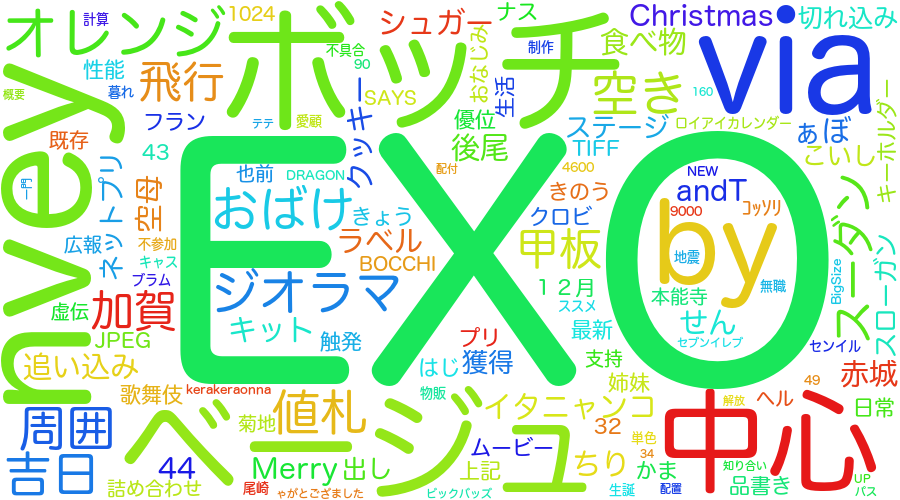 オレンジ
計算
ボッチ
1024
不具合
90
シュガー
ナス
制作
おなじみ
食べ物
Christmas
切れ込み
via
160
性能
暮れ
概要
飛行
フラン
テテ
愛顧
SAYS
クッキー
生活
優位
空き
ステージ
TIFF
ロイアイカレンダー
あぼ
こいし
キーホルダー
nvey
既存
43
一門
ネットプリ
空母
也前
DRAGON
後尾
配付
4600
きのう
NEW
andT
9000
コッソリ
EXO
by
おばけ
きょう
クロビ
甲板
地震
無職
BigSize
スーダン
スローガン
広報
不参加
キャス
プラム
ラベル
BOCCHI
12月
ススメ
本能寺
虚伝
加賀
ジオラマ
せん
JPEG
キット
触発
プリ
最新
セブンイレブ
センイル
追い込み
はじ
獲得
支持
赤城
歌舞伎
kerakeraonna
物販
姉妹
49
解放
ヘル
日常
周囲
ベージュ
菊地
値札
イタニャンコ
32
単色
中心
吉日
44
Merry
出し
ムービー
上記
ちり
34
かま
知り合い
品書き
UP
詰め合わせ
尾崎
ゃがとござました
ビックバッズ
生誕
配置
パス